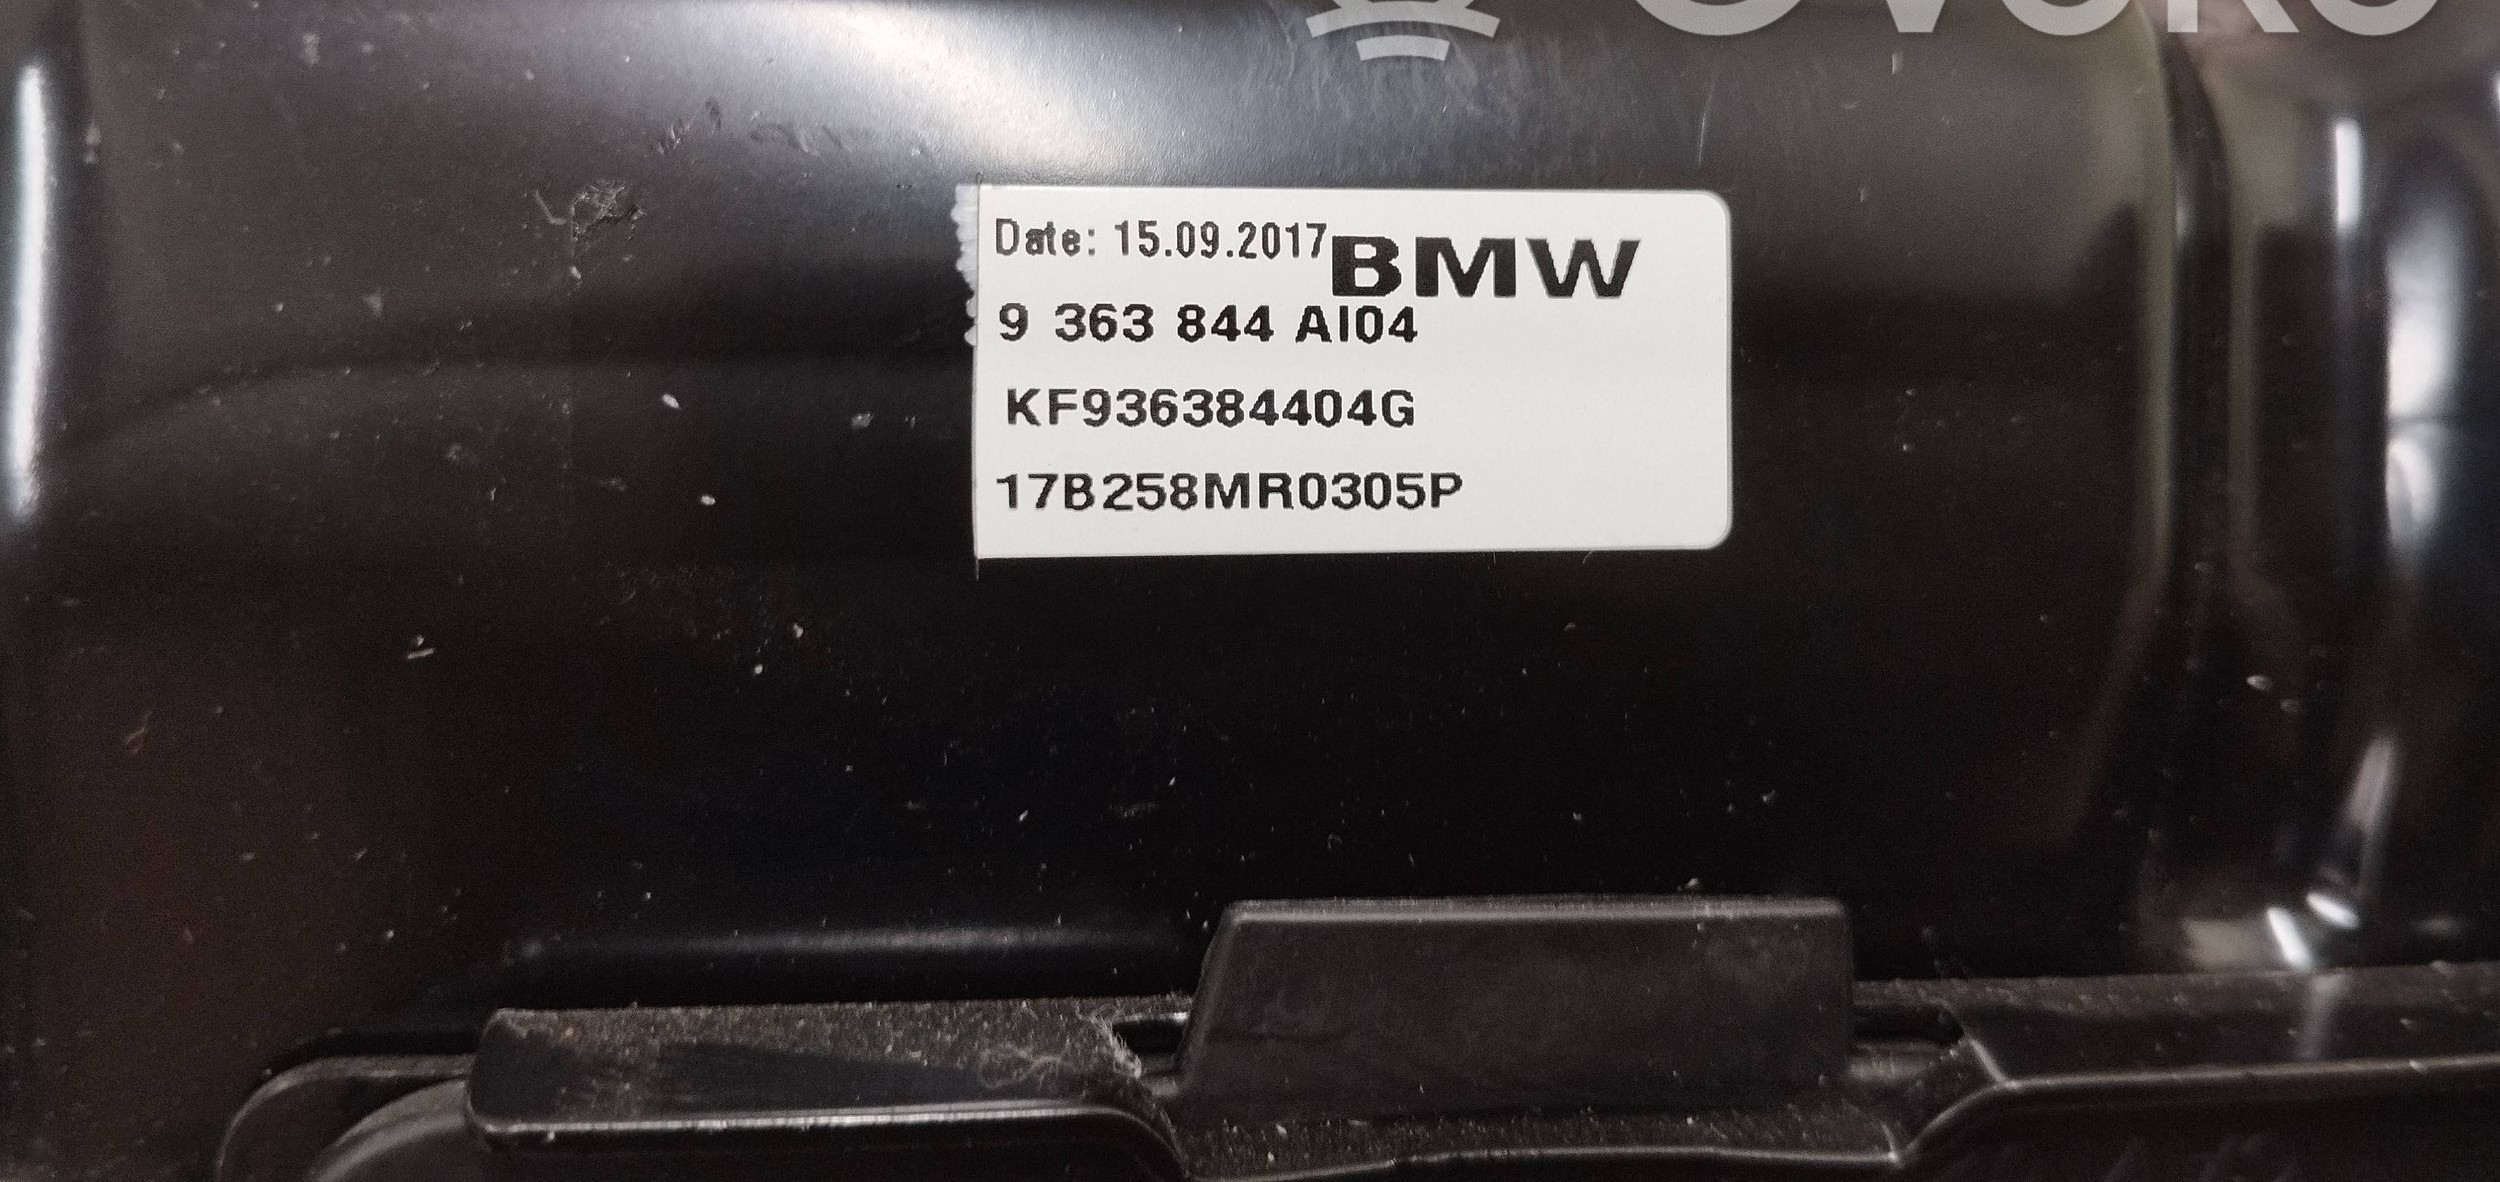 Date: 15.09.2017 BMW
9 363 844 AI04
KF936384404G
17B258MR0305P